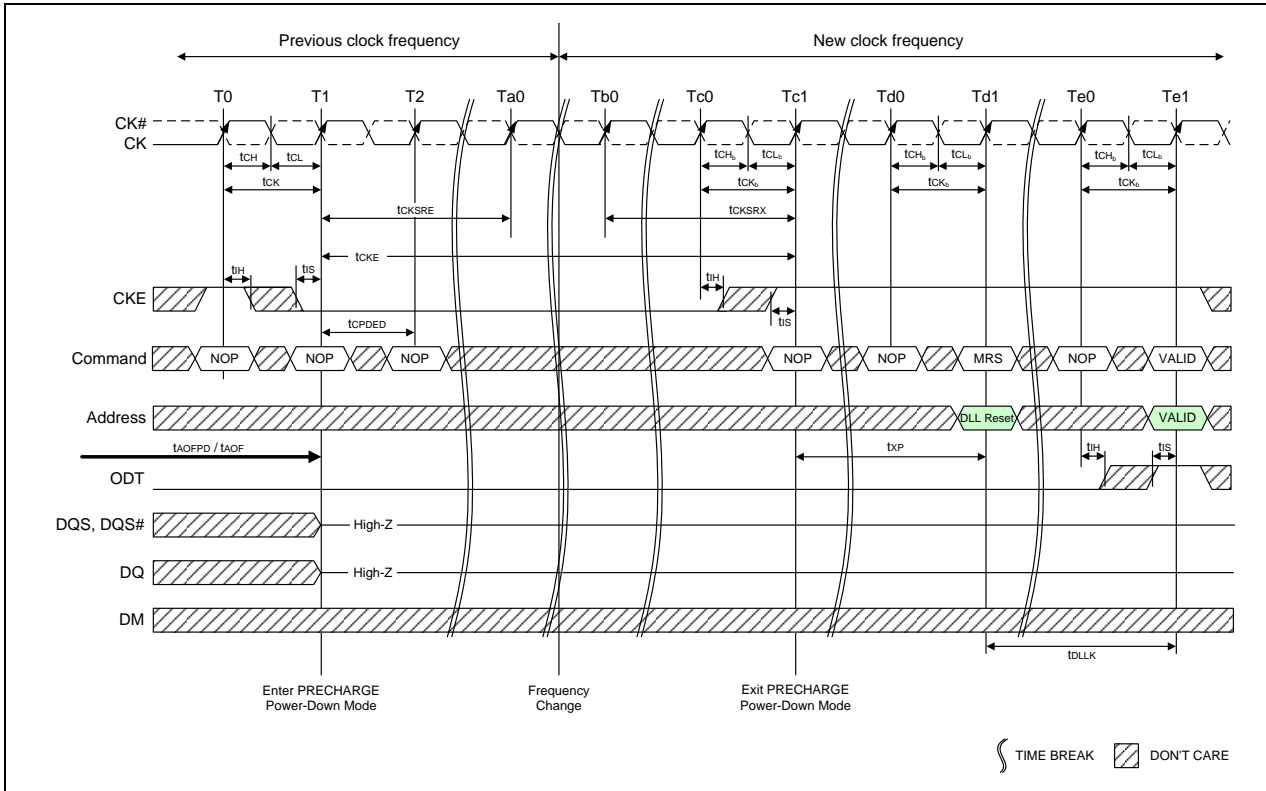 Previous clock frequency New clock frequency
T0 T1 T2 Ta0 Tb0 Tc0 Tc1 Td0 Td1 Te0 Te1
CK#
CK
tCH tCL tCHb tCLb tCHb tCLb tCHb tCLb
tCK tCKb tCKb tCKb
tCKSRE tCKSRX
tCKE
tIH tIS tIH
CKE
tIS
tCPDED
Command NOP NOP NOP NOP NOP MRS NOP VALID
Address DLL Reset VALID
tAOFPD / tAOF tXP tIH tIS
ODT
DQS, DQS# High-Z
DQ High-Z
DM
tDLLK
Enter PRECHARGE Frequency Exit PRECHARGE
Power-Down Mode Change Power-Down Mode
TIME BREAK DON'T CARE